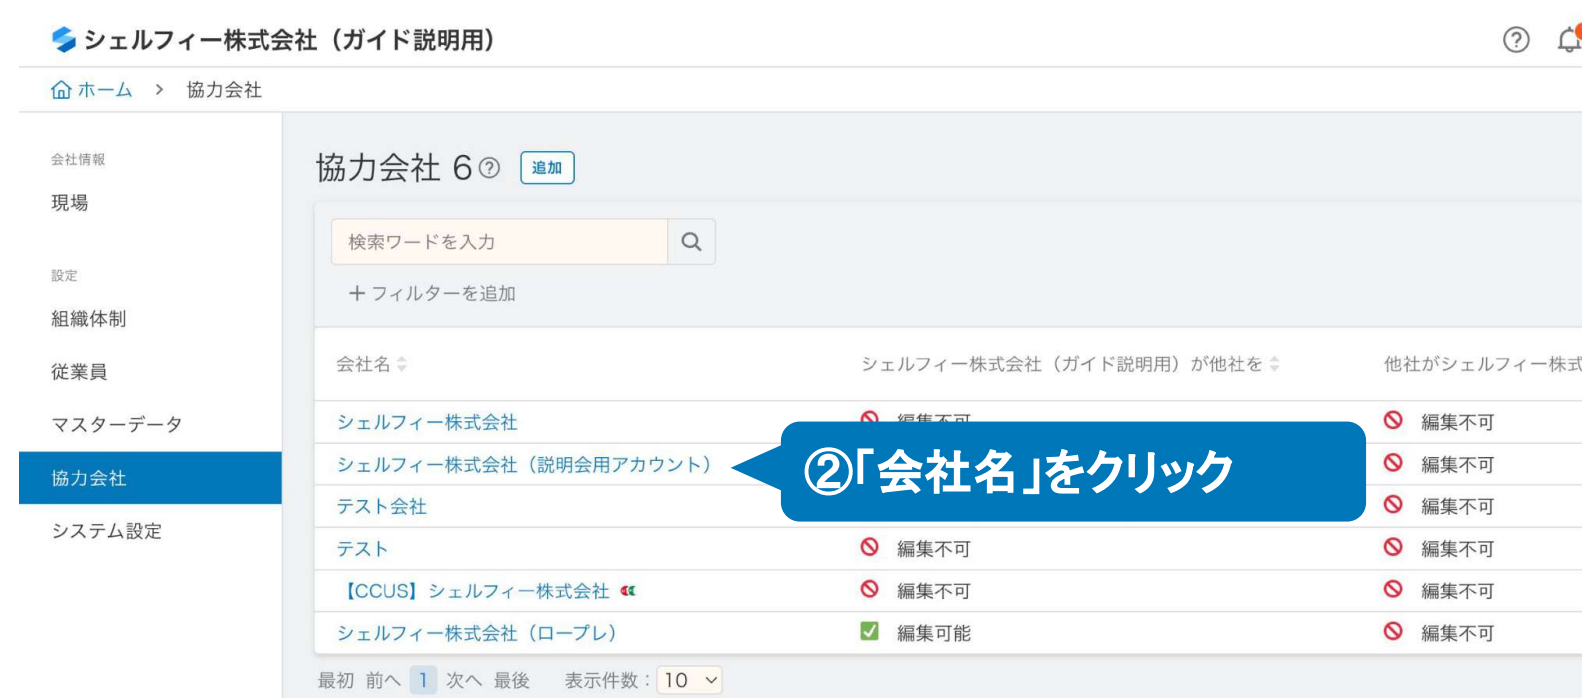 シェルフィー株式会社（ガイド説明用）
ホーム > 協力会社
会社情報
現場
設定
組織体制
従業員
マスターデータ
協力会社
システム設定
協力会社 6 追加
検索ワードを入力
＋フィルターを追加
会社名 シェルフィー株式会社（ガイド説明用）が他社を 他社がシェルフィー株式
シェルフィー株式会社 編集不可 編集不可
シェルフィー株式会社（説明会用アカウント） 編集不可
②「会社名」をクリック
テスト会社 編集不可
テスト 編集不可 編集不可
【CCUS】シェルフィー株式会社 編集不可 編集不可
シェルフィー株式会社（ロープレ） 編集可能 編集不可
最初 前へ 1 次へ 最後 表示件数：10